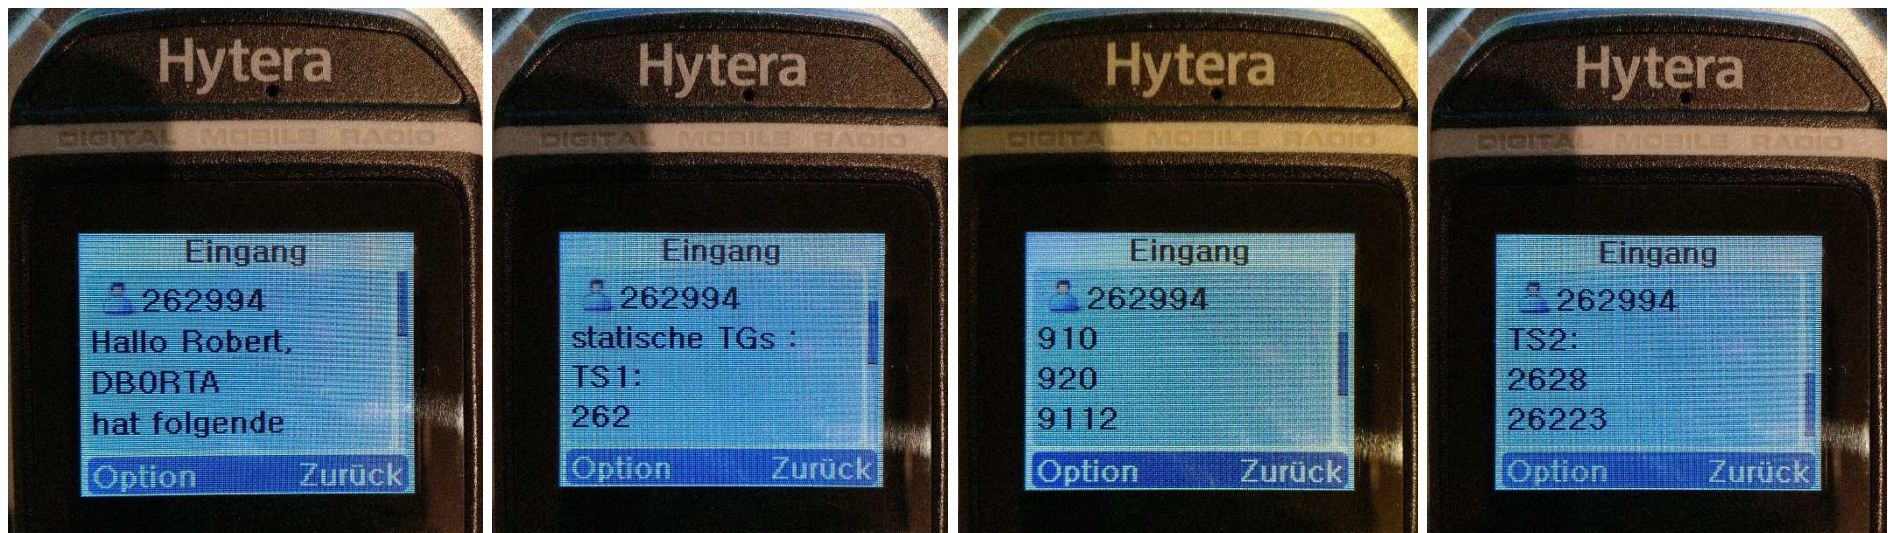 Hytera
DIGITAL MOBILE RADIO
Eingang
262994
Hallo Robert,
DB0RTA
hat folgende
Option Zurück
Hytera
DIGITAL MOBILE RADIO
Eingang
262994
statische TGs :
TS1:
262
Option Zurück
Hytera
DIGITAL MOBILE RADIO
Eingang
262994
910
920
9112
Option Zurück
Hytera
DIGITAL MOBILE RADIO
Eingang
262994
TS2:
2628
26223
Option Zurück